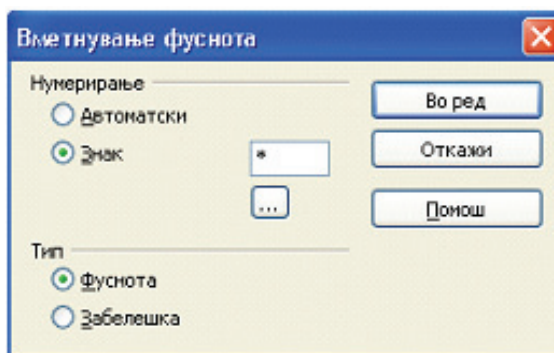 Вметнување фуснота
Нумерирање
Автоматски
Знак
*
...
Тип
Фуснота
Забелешка
Во ред
Откажи
Помош